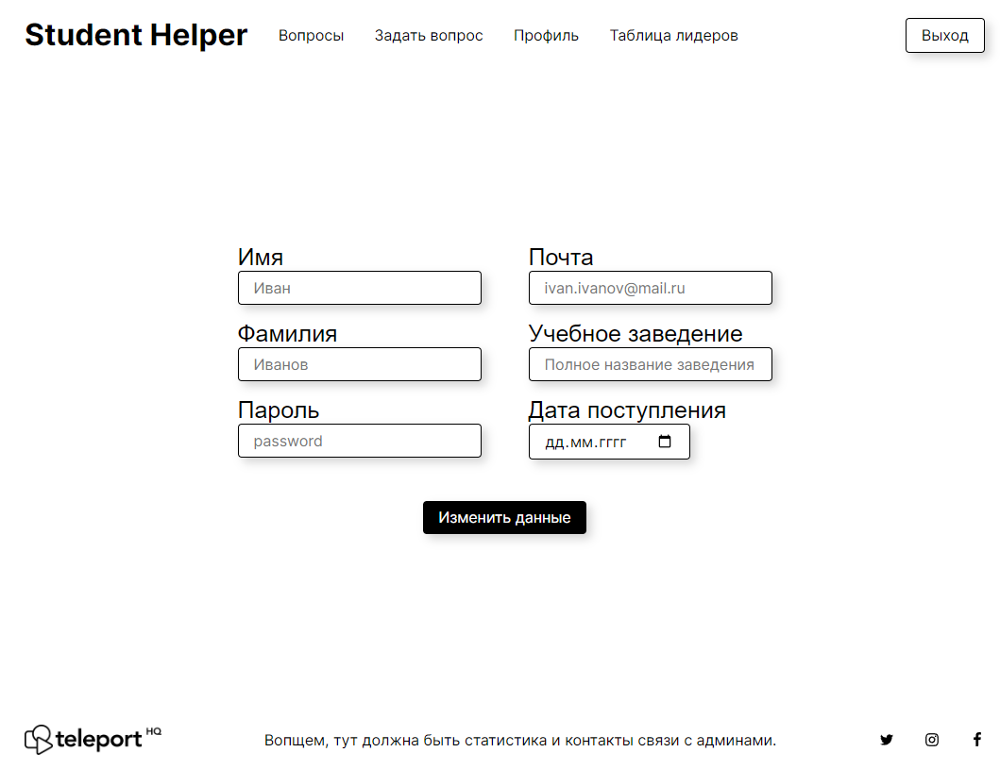 Student Helper Вопросы Задать вопрос Профиль Таблица лидеров Выход
Имя
Иван
Почта
ivan.ivanov@mail.ru
Фамилия
Иванов
Учебное заведение
Полное название заведения
Пароль
password
Дата поступления
дд.мм.гггг
Изменить данные
teleport HQ
Вопщем, тут должна быть статистика и контакты связи с админами.